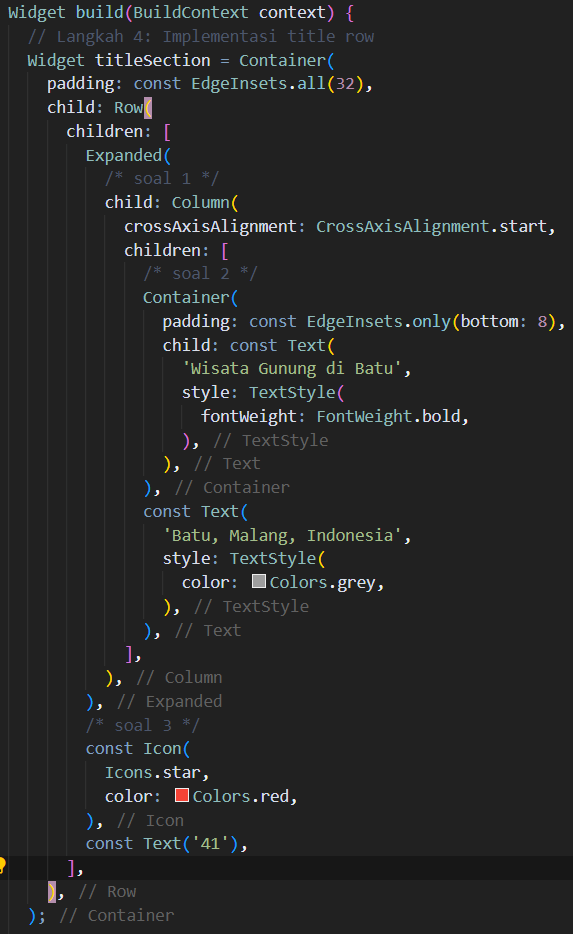 Widget build(BuildContext context) {
  // Langkah 4: Implementasi title row
  Widget titleSection = Container(
    padding: const EdgeInsets.all(32),
    child: Row(
      children: [
        Expanded(
          /* soal 1 */
          child: Column(
            crossAxisAlignment: CrossAxisAlignment.start,
            children: [
              /* soal 2 */
              Container(
                padding: const EdgeInsets.only(bottom: 8),
                child: const Text(
                  'Wisata Gunung di Batu',
                  style: TextStyle(
                    fontWeight: FontWeight.bold,
                  ), // TextStyle
                ), // Text
              ), // Container
              const Text(
                'Batu, Malang, Indonesia',
                style: TextStyle(
                  color: Colors.grey,
                ), // TextStyle
              ), // Text
            ],
          ), // Column
        ), // Expanded
        /* soal 3 */
        const Icon(
          Icons.star,
          color: Colors.red,
        ), // Icon
        const Text('41'),
      ],
    ), // Row
  ); // Container